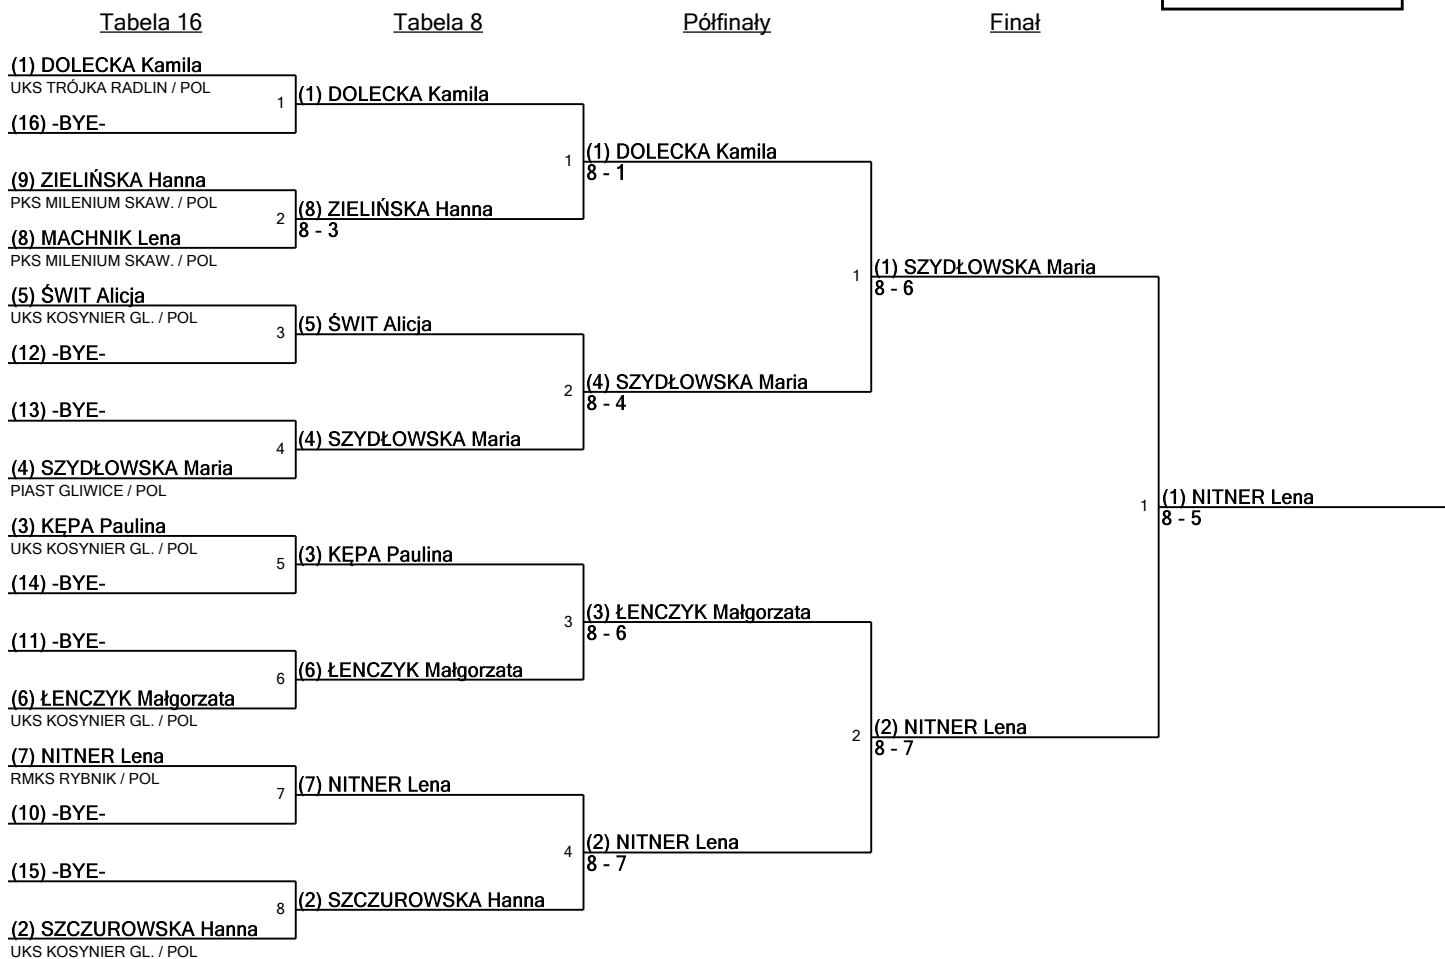 Tabela 16
Tabela 8
Półfinały
Finał
(1) DOLECKA Kamila
UKS TRÓJKA RADLIN / POL
1
(16) -BYE-
(9) ZIELIŃSKA Hanna
PKS MILENIUM SKAW. / POL
2
(8) MACHNIK Lena
PKS MILENIUM SKAW. / POL
(5) ŚWIT Alicja
UKS KOSYNIER GL. / POL
3
(12) -BYE-
(13) -BYE-
4
(4) SZYDŁOWSKA Maria
PIAST GLIWICE / POL
(3) KĘPA Paulina
UKS KOSYNIER GL. / POL
5
(14) -BYE-
(11) -BYE-
6
(6) ŁENCZYK Małgorzata
UKS KOSYNIER GL. / POL
(7) NITNER Lena
RMKS RYBNIK / POL
7
(10) -BYE-
(15) -BYE-
8
(2) SZCZUROWSKA Hanna
UKS KOSYNIER GL. / POL
(1) DOLECKA Kamila
1
(8) ZIELIŃSKA Hanna
8 - 3
(5) ŚWIT Alicja
2
(4) SZYDŁOWSKA Maria
(3) KĘPA Paulina
3
(6) ŁENCZYK Małgorzata
(7) NITNER Lena
4
(2) SZCZUROWSKA Hanna
(1) DOLECKA Kamila
8 - 1
1
(4) SZYDŁOWSKA Maria
8 - 4
(3) ŁENCZYK Małgorzata
8 - 6
2
(2) NITNER Lena
8 - 7
(1) SZYDŁOWSKA Maria
8 - 6
1
(2) NITNER Lena
8 - 7
(1) NITNER Lena
8 - 5